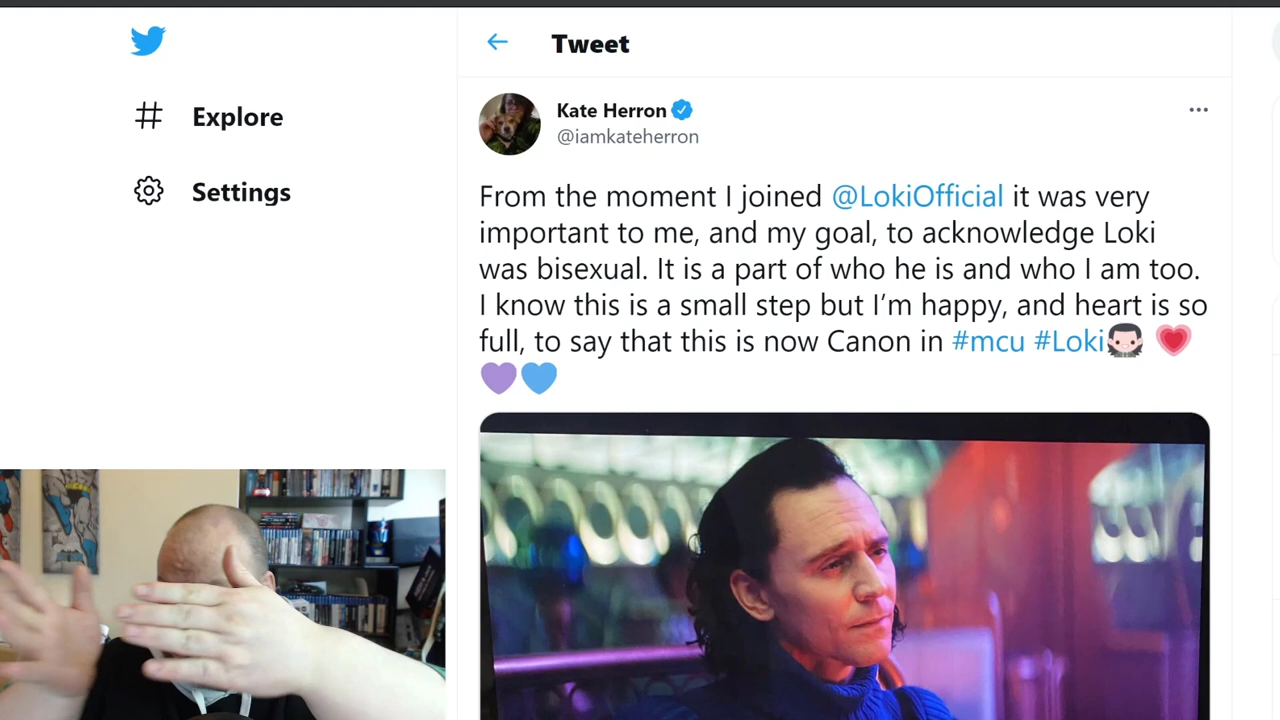 Tweet
Explore
Settings
Kate Herron
@iamkateherron
From the moment I joined @LokiOfficial it was very
important to me, and my goal, to acknowledge Loki
was bisexual. It is a part of who he is and who I am too.
I know this is a small step but I’m happy, and heart is so
full, to say that this is now Canon in #mcu #Loki